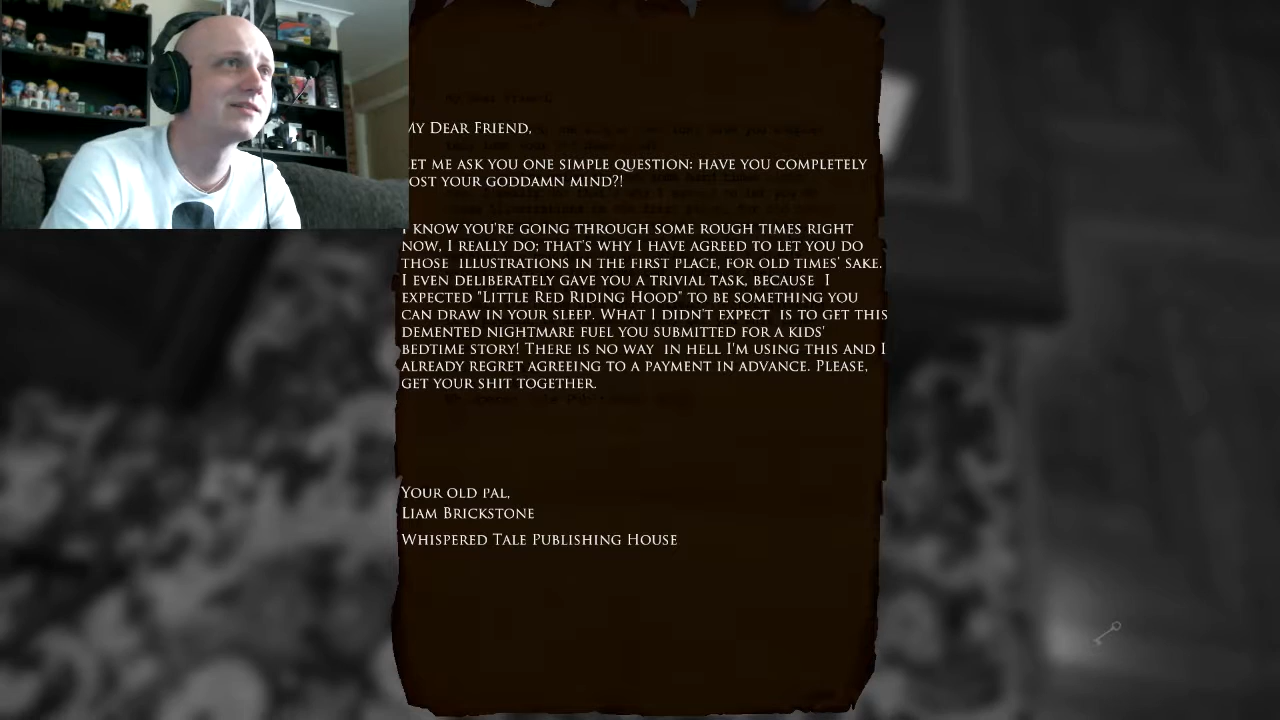 MY DEAR FRIEND,
ET ME ASK YOU ONE SIMPLE QUESTION: HAVE YOU COMPLETELY
OST YOUR GODDAMN MIND?!
I KNOW YOU'RE GOING THROUGH SOME ROUGH TIMES RIGHT
NOW, I REALLY DO; THAT'S WHY I HAVE AGREED TO LET YOU DO
THOSE ILLUSTRATIONS IN THE FIRST PLACE, FOR OLD TIMES' SAKE.
I EVEN DELIBERATELY GAVE YOU A TRIVIAL TASK, BECAUSE I
EXPECTED "LITTLE RED RIDING HOOD" TO BE SOMETHING YOU
CAN DRAW IN YOUR SLEEP. WHAT I DIDN'T EXPECT IS TO GET THIS
DEMENTED NIGHTMARE FUEL YOU SUBMITTED FOR A KIDS'
BEDTIME STORY! THERE IS NO WAY IN HELL I'M USING THIS AND I
ALREADY REGRET AGREEING TO A PAYMENT IN ADVANCE. PLEASE,
GET YOUR SHIT TOGETHER.
YOUR OLD PAL,
LIAM BRICKSTONE
WHISPERED TALE PUBLISHING HOUSE